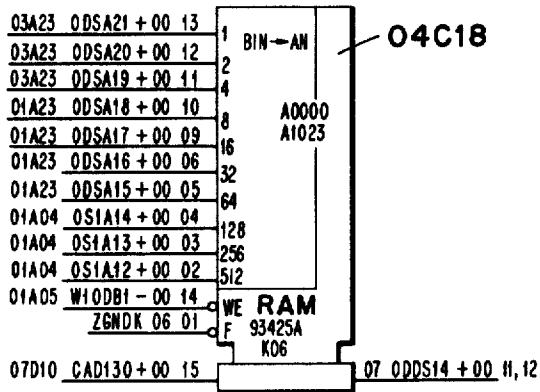 03A23 0DSA21+00 13
1
BIN→AN
04C18
03A23 0DSA20+00 12
2
03A23 0DSA19+00 11
4
A0000
01A23 0DSA18+00 10
8
A1023
01A23 0DSA17+00 09
16
01A23 0DSA16+00 06
32
01A23 0DSA15+00 05
64
01A04 0S1A14+00 04
128
01A04 0S1A13+00 03
256
01A04 0S1A12+00 02
512
01A05 W10DB1-00 14
WE RAM
ZGNDK 06 01
F 93425A
K06
07D10 CAD130+00 15
07 0DDS14+00 11,12